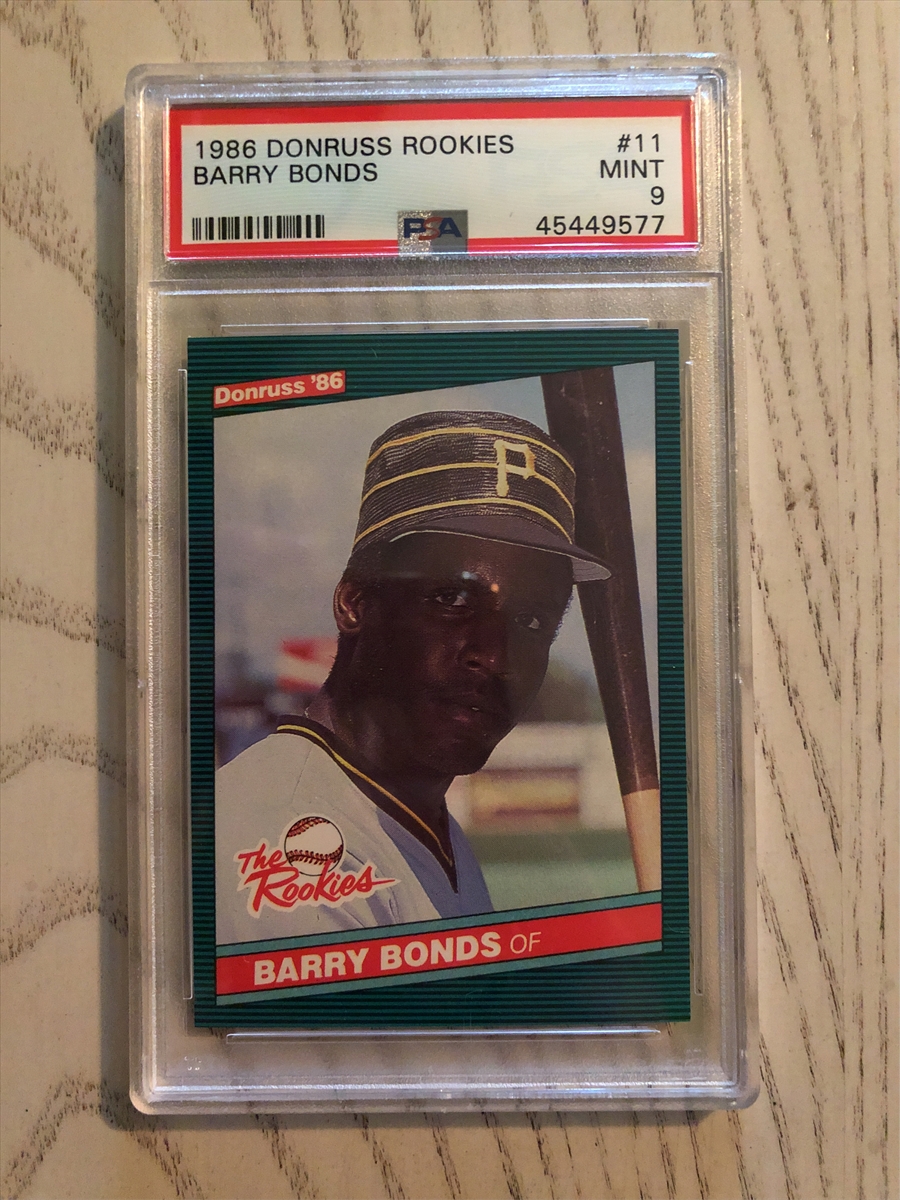 1986 DONRUSS ROOKIES #11
BARRY BONDS MINT
9
PSA 45449577
Donruss '86
P
The
Rookies
BARRY BONDS OF